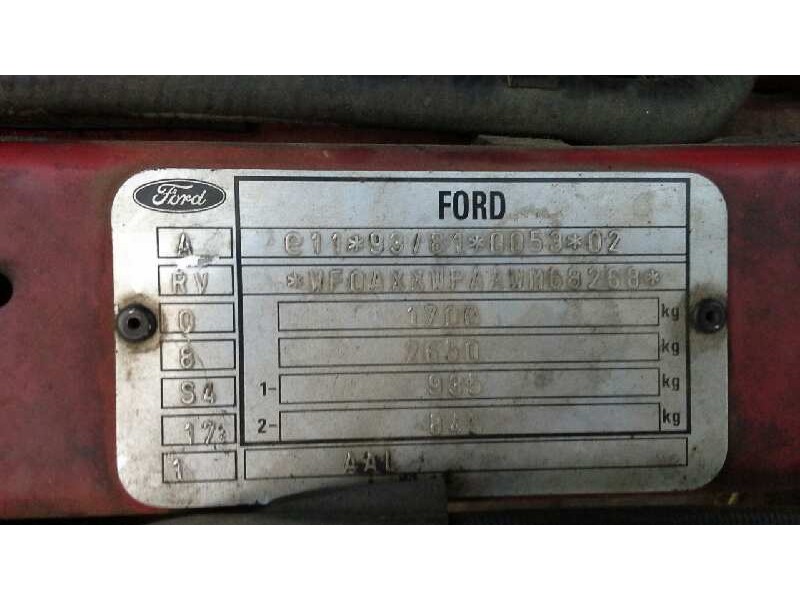 Ford
FORD
A
e11*93/81*0053*02
RV
*WF0AXXWPAAWM68268*
0
1700
kg
8
2650
kg
S4
1-
935
kg
2-
kg
1
AAL